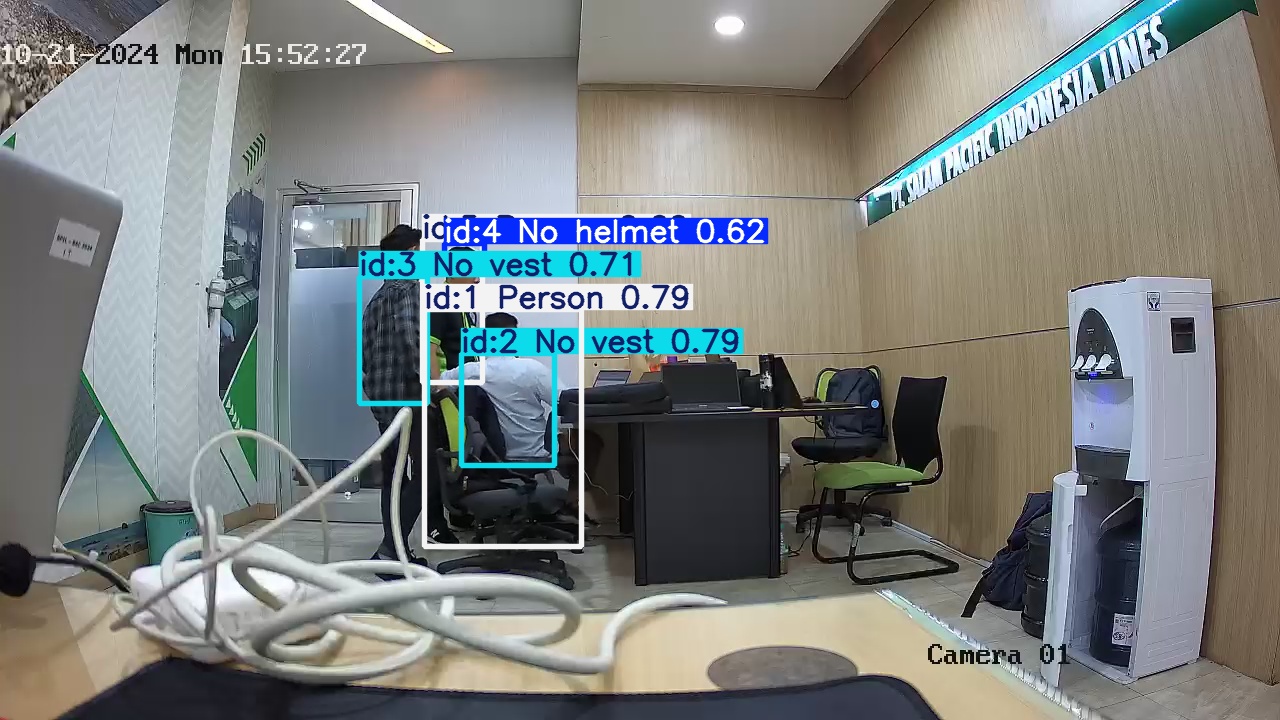 10-21-2024 Mon 15:52:27
PT. SALAM PACIFIC INDONESIA LINES
id:4 No helmet 0.62
id:3 No vest 0.71
id:1 Person 0.79
id:2 No vest 0.79
Camera 01